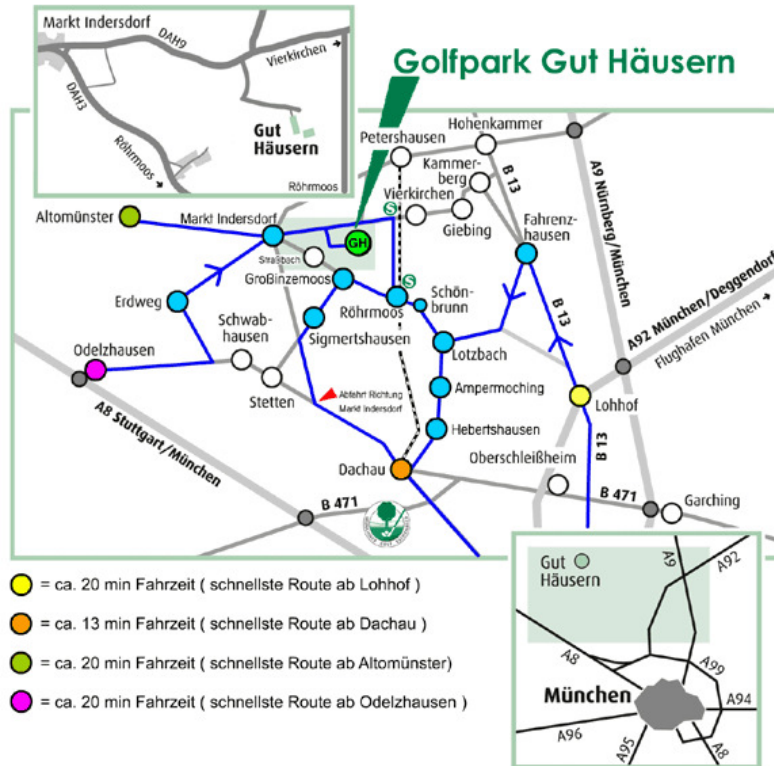 Markt Indersdorf
DAH9
Vierkirchen
DAH3
Röhrmoos
Gut
Häusern
Röhrmoos
Golfpark Gut Häusern
Petershausen
Hohenkammer
Kammer-
berg
B 13
A9 Nürnberg/München
Vierkirchen
Altomünster
Markt Indersdorf
S
GH
Giebing
Fahrenz-
hausen
Straßbach
Großinzemoos
S
Röhrmoos
Schön-
brunn
A92 München/Deggendorf
Flughafen München
Erdweg
Schwab-
hausen
Sigmertshausen
Lotzbach
B 13
Odelzhausen
Stetten
Abfahrt Richtung
Markt Indersdorf
Ampermoching
Lohhof
Hebertshausen
A8 Stuttgart/München
Dachau
Oberschleißheim
B 13
B 471
B 471
Garching
= ca. 20 min Fahrzeit ( schnellste Route ab Lohhof )
= ca. 13 min Fahrzeit ( schnellste Route ab Dachau )
= ca. 20 min Fahrzeit ( schnellste Route ab Altomünster)
= ca. 20 min Fahrzeit ( schnellste Route ab Odelzhausen )
Gut
Häusern
A9
A92
A8
A99
München
A94
A96
A95
A8